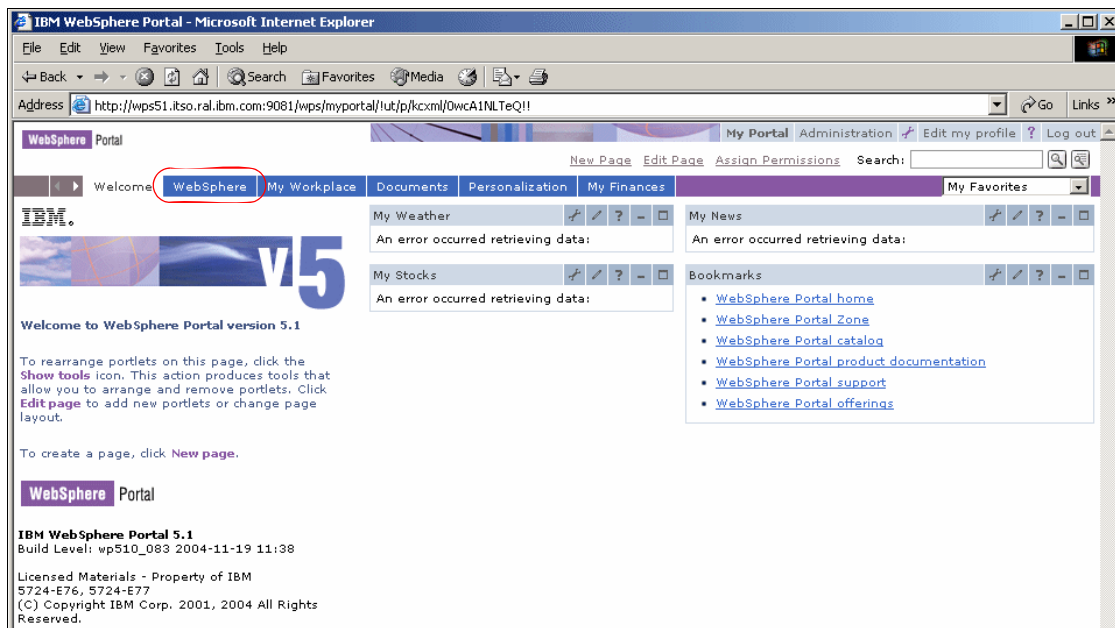 IBM WebSphere Portal - Microsoft Internet Explorer
File Edit View Favorites Tools Help
Back Search Favorites Media
Address http://wps51.itso.ral.ibm.com:9081/wps/myportal/!ut/p/kcxml/0wcA1NLTeQ!! Go Links »
WebSphere Portal
My Portal Administration Edit my profile ? Log out
New Page Edit Page Assign Permissions Search:
Welcome WebSphere My Workplace Documents Personalization My Finances My Favorites
IBM.
v5
Welcome to WebSphere Portal version 5.1
To rearrange portlets on this page, click the
Show tools icon. This action produces tools that
allow you to arrange and remove portlets. Click
Edit page to add new portlets or change page
layout.
To create a page, click New page.
WebSphere Portal
IBM WebSphere Portal 5.1
Build Level: wp510_083 2004-11-19 11:38
Licensed Materials - Property of IBM
5724-E76, 5724-E77
(C) Copyright IBM Corp. 2001, 2004 All Rights
Reserved.
My Weather ?
An error occurred retrieving data:
My Stocks ?
An error occurred retrieving data:
My News ?
An error occurred retrieving data:
Bookmarks ?
• WebSphere Portal home
• WebSphere Portal Zone
• WebSphere Portal catalog
• WebSphere Portal product documentation
• WebSphere Portal support
• WebSphere Portal offerings